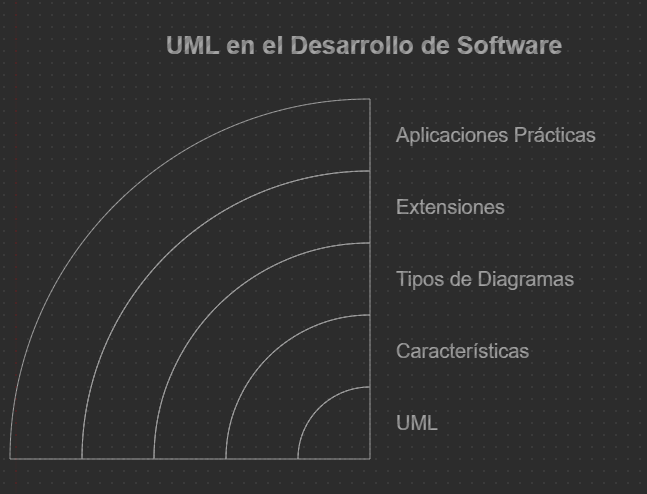 UML en el Desarrollo de Software
Aplicaciones Prácticas
Extensiones
Tipos de Diagramas
Características
UML